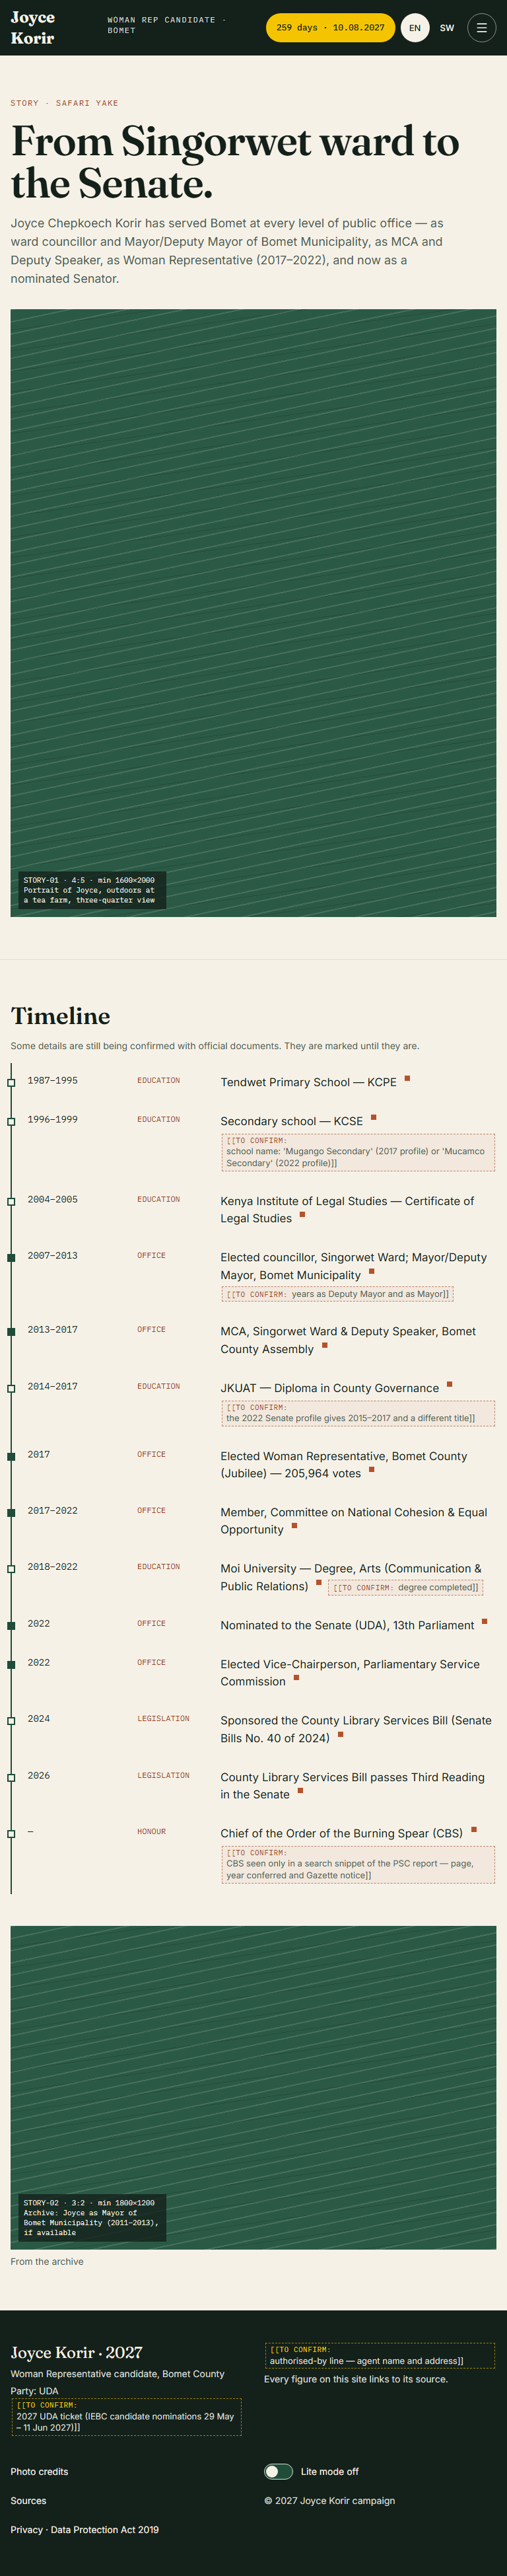 Joyce
Korir
WOMAN REP CANDIDATE ·
BOMET
259 days · 10.08.2027
EN
SW
STORY · SAFARI YAKE
From Singorwet ward to
the Senate.
Joyce Chepkoech Korir has served Bomet at every level of public office — as
ward councillor and Mayor/Deputy Mayor of Bomet Municipality, as MCA and
Deputy Speaker, as Woman Representative (2017–2022), and now as a
nominated Senator.
STORY-01 · 4:5 · min 1600×2000
Portrait of Joyce, outdoors at
a tea farm, three-quarter view
Timeline
Some details are still being confirmed with official documents. They are marked until they are.
1987–1995
EDUCATION
Tendwet Primary School — KCPE
1996–1999
EDUCATION
Secondary school — KCSE
[[TO CONFIRM:
school name: 'Mugango Secondary' (2017 profile) or 'Mucamco
Secondary' (2022 profile)]]
2004–2005
EDUCATION
Kenya Institute of Legal Studies — Certificate of
Legal Studies
2007–2013
OFFICE
Elected councillor, Singorwet Ward; Mayor/Deputy
Mayor, Bomet Municipality
[[TO CONFIRM: years as Deputy Mayor and as Mayor]]
2013–2017
OFFICE
MCA, Singorwet Ward & Deputy Speaker, Bomet
County Assembly
2014–2017
EDUCATION
JKUAT — Diploma in County Governance
[[TO CONFIRM:
the 2022 Senate profile gives 2015–2017 and a different title]]
2017
OFFICE
Elected Woman Representative, Bomet County
(Jubilee) — 205,964 votes
2017–2022
OFFICE
Member, Committee on National Cohesion & Equal
Opportunity
2018–2022
EDUCATION
Moi University — Degree, Arts (Communication &
Public Relations) [[TO CONFIRM: degree completed]]
2022
OFFICE
Nominated to the Senate (UDA), 13th Parliament
2022
OFFICE
Elected Vice-Chairperson, Parliamentary Service
Commission
2024
LEGISLATION
Sponsored the County Library Services Bill (Senate
Bills No. 40 of 2024)
2026
LEGISLATION
County Library Services Bill passes Third Reading
in the Senate
—
HONOUR
Chief of the Order of the Burning Spear (CBS)
[[TO CONFIRM:
CBS seen only in a search snippet of the PSC report — page,
year conferred and Gazette notice]]
STORY-02 · 3:2 · min 1800×1200
Archive: Joyce as Mayor of
Bomet Municipality (2011–2013),
if available
From the archive
Joyce Korir · 2027
Woman Representative candidate, Bomet County
Party: UDA
[[TO CONFIRM:
2027 UDA ticket (IEBC candidate nominations 29 May
– 11 Jun 2027)]]
[[TO CONFIRM:
authorised-by line — agent name and address]]
Every figure on this site links to its source.
Photo credits
Sources
Privacy · Data Protection Act 2019
Lite mode off
© 2027 Joyce Korir campaign